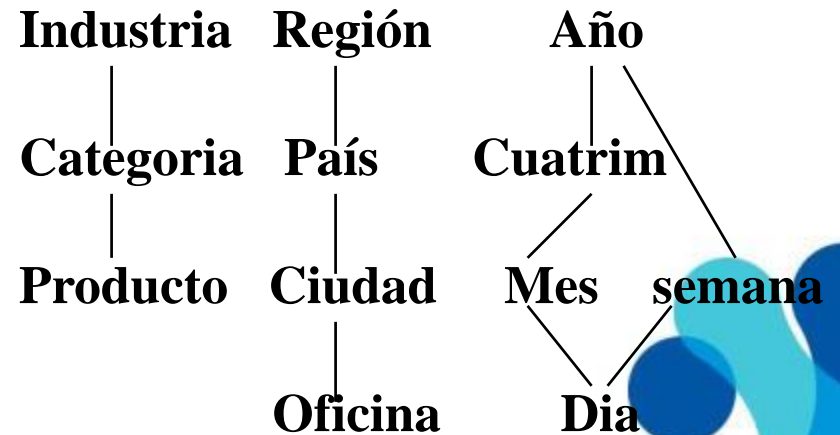 Industria Región Año
Categoria País Cuatrim
Producto Ciudad Mes semana
Oficina Dia